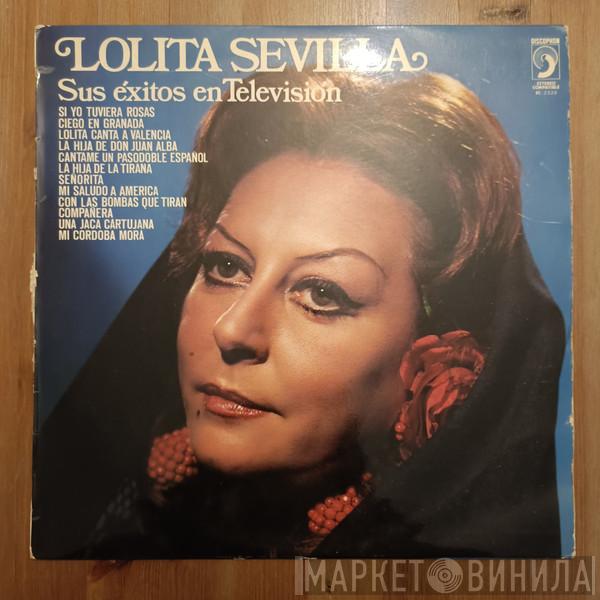 LOLITA SEVILLA
Sus éxitos en Televisión
SI YO TUVIERA ROSAS
CIEGO EN GRANADA
LOLITA CANTA A VALENCIA
LA HIJA DE DON JUAN ALBA
CANTAME UN PASODOBLE ESPAÑOL
LA HIJA DE LA TIRANA
SEÑORITA
MI SALUDO A AMERICA
CON LAS BOMBAS QUE TIRAN
COMPAÑERA
UNA JACA CARTUJANA
MI CORDOBA MORA
DISCOPHON
ESTEREO
COMPATIBLE
МАРКЕТ ВИНИЛА